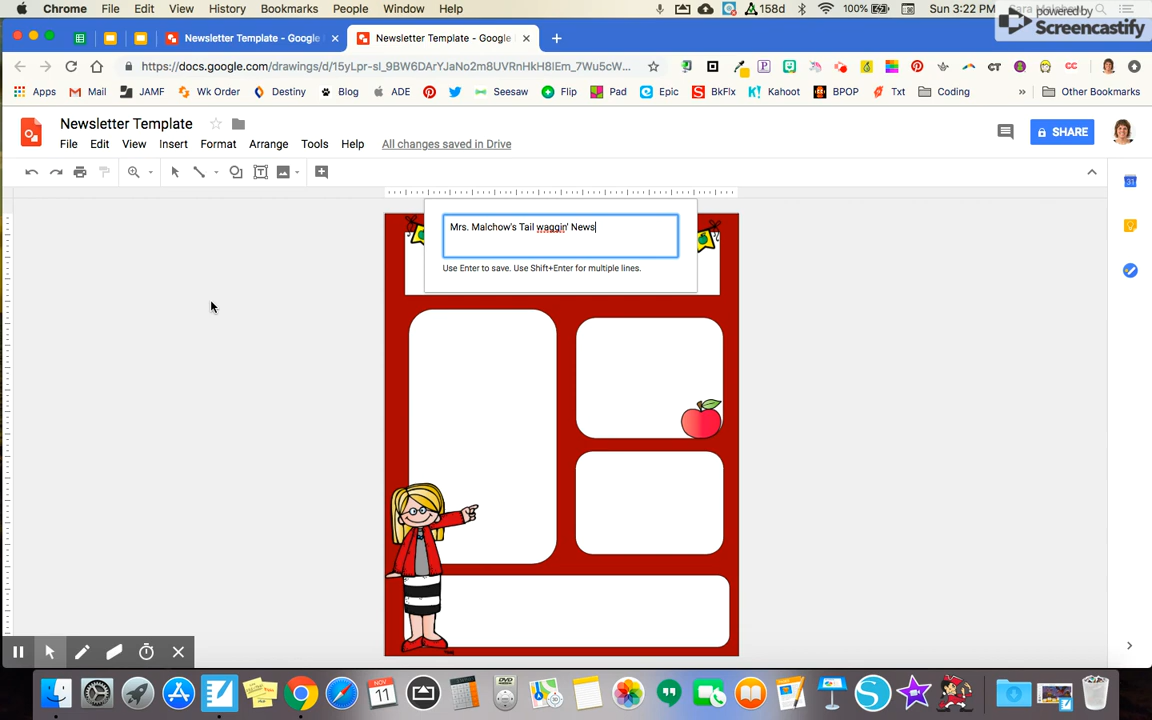 Chrome File Edit View History Bookmarks People Window Help 158d 100% Sun 3:22 PM
powered by
Screencastify
Newsletter Template - Google Newsletter Template - Google
https://docs.google.com/drawings/d/15yLpr-sl_9BW6DArYJaNo2m8UVRnHkH8lEm_7Wu5cW...
Apps Mail JAMF Wk Order Destiny Blog ADE Seesaw Flip Pad Epic BkFlx Kahoot BPOP Txt Coding » Other Bookmarks
Newsletter Template
File Edit View Insert Format Arrange Tools Help All changes saved in Drive
SHARE
Mrs. Malchow's Tail waggin' News
Use Enter to save. Use Shift+Enter for multiple lines.